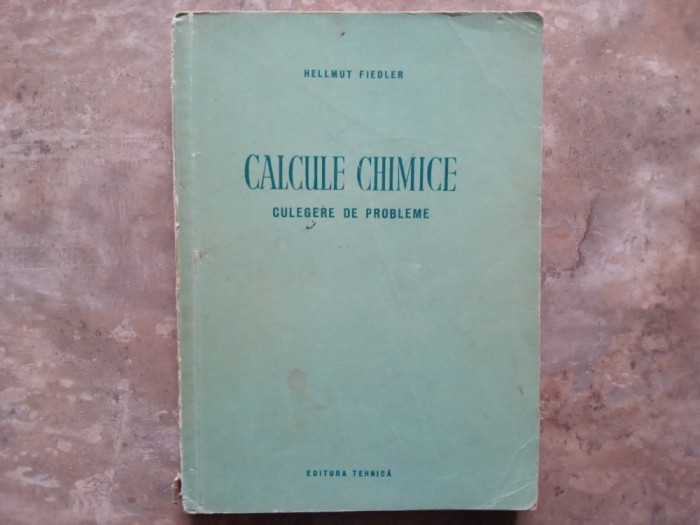 HELLMUT FIEDLER
CALCULE CHIMICE
CULEGERE DE PROBLEME
EDITURA TEHNICĂ